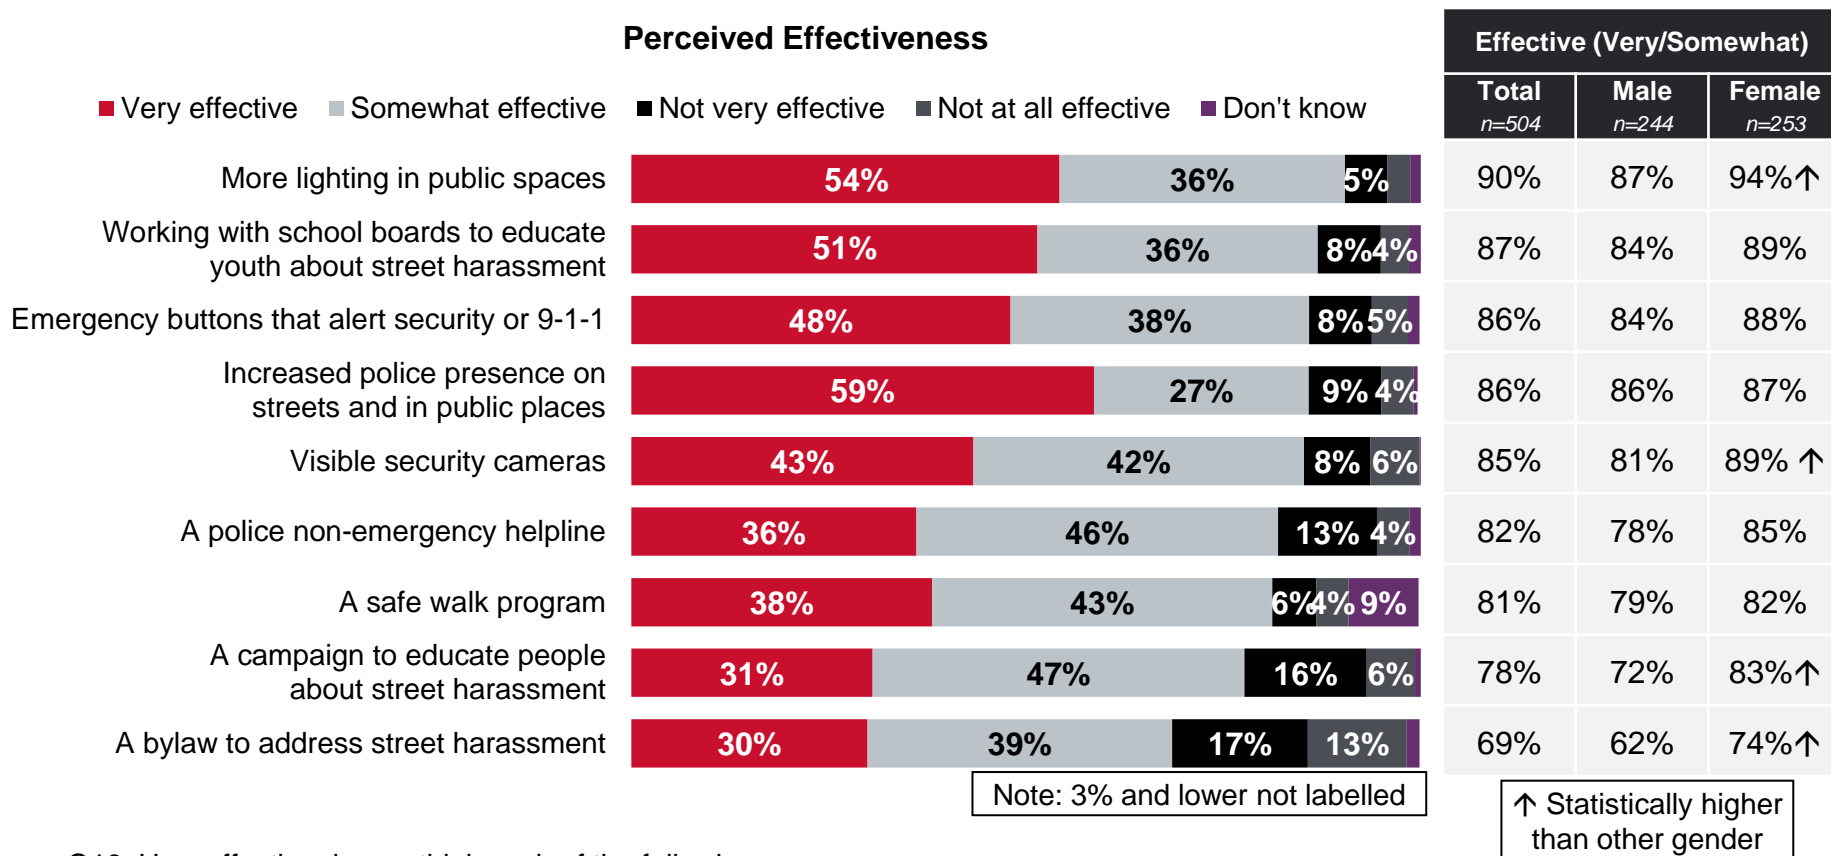 Perceived Effectiveness
Effective (Very/Somewhat)
Very effective Somewhat effective Not very effective Not at all effective Don't know
Total Male Female
n=504 n=244 n=253
More lighting in public spaces 54% 36% 5% 90% 87% 94%↑
Working with school boards to educate
youth about street harassment 51% 36% 8% 4% 87% 84% 89%
Emergency buttons that alert security or 9-1-1 48% 38% 8% 5% 86% 84% 88%
Increased police presence on
streets and in public places 59% 27% 9% 4% 86% 86% 87%
Visible security cameras 43% 42% 8% 6% 85% 81% 89% ↑
A police non-emergency helpline 36% 46% 13% 4% 82% 78% 85%
A safe walk program 38% 43% 6% 4% 9% 81% 79% 82%
A campaign to educate people
about street harassment 31% 47% 16% 6% 78% 72% 83%↑
A bylaw to address street harassment 30% 39% 17% 13% 69% 62% 74%↑
Note: 3% and lower not labelled
↑ Statistically higher
than other gender